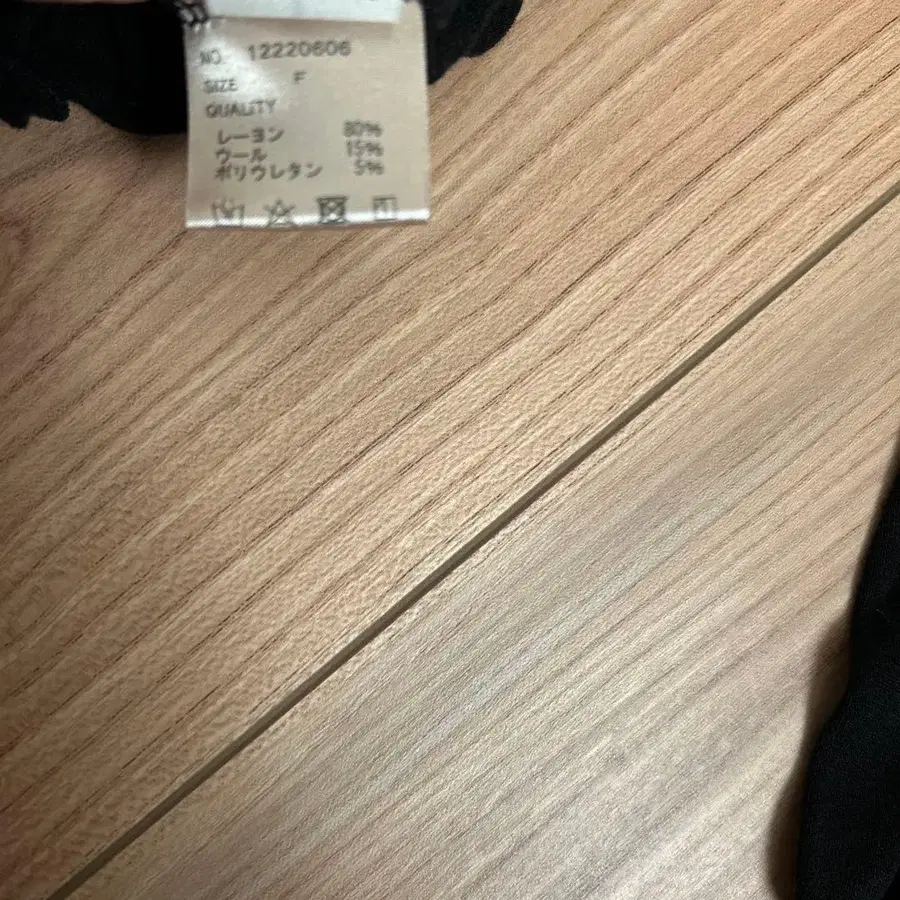 NO. 12220606
SIZE F
QUALITY
レーヨン 80%
ウール 15%
ポリウレタン 5%